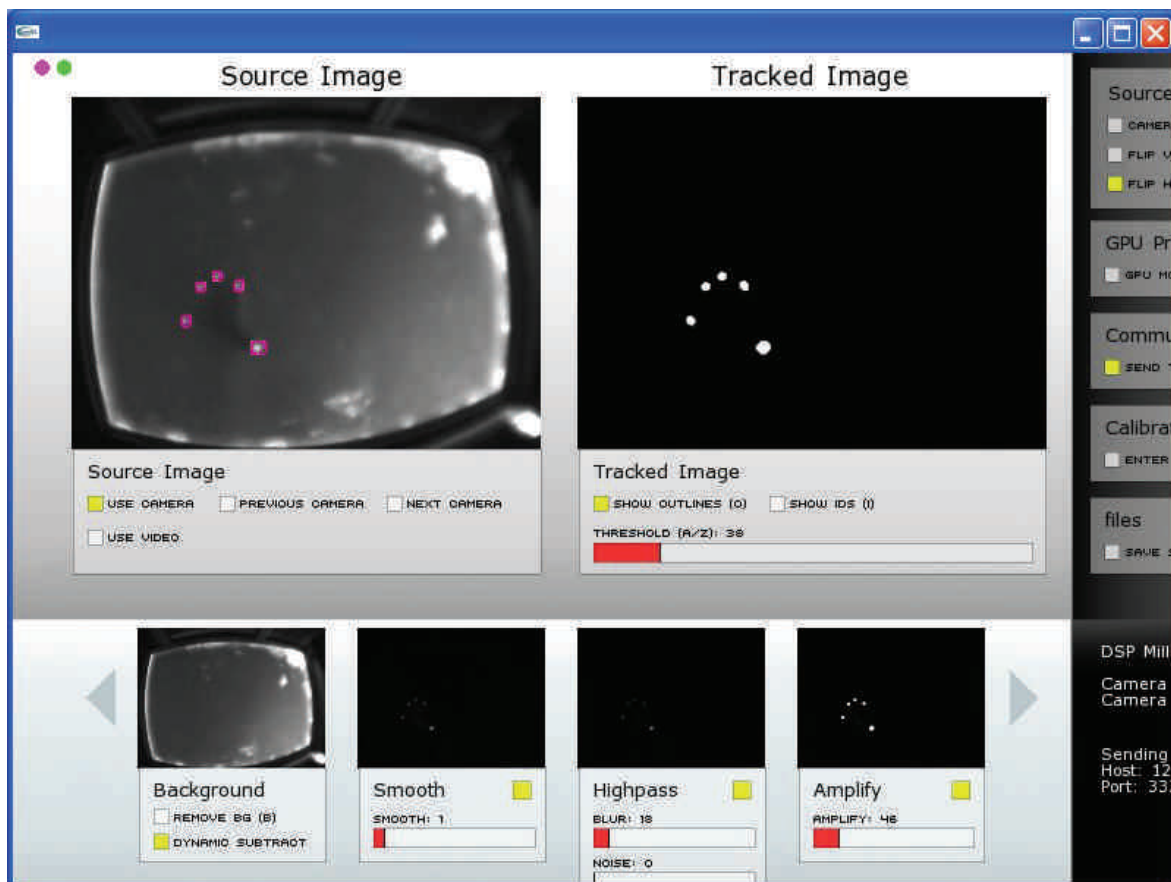 Source Image
Tracked Image
Source Image
USE CAMERA
PREVIOUS CAMERA
NEXT CAMERA
USE VIDEO
Tracked Image
SHOW OUTLINES (O)
SHOW IDS (I)
THRESHOLD (A/Z): 38
Source
CAMER
FLIP V
FLIP H
GPU Pr
GPU MO
Commu
SEND T
Calibrat
ENTER
files
SAVE S
Background
REMOVE BG (B)
DYNAMIC SUBTRACT
Smooth
SMOOTH: 1
Highpass
BLUR: 18
NOISE: 0
Amplify
AMPLIFY: 46
DSP Mill
Camera
Camera
Sending
Host: 12
Port: 33